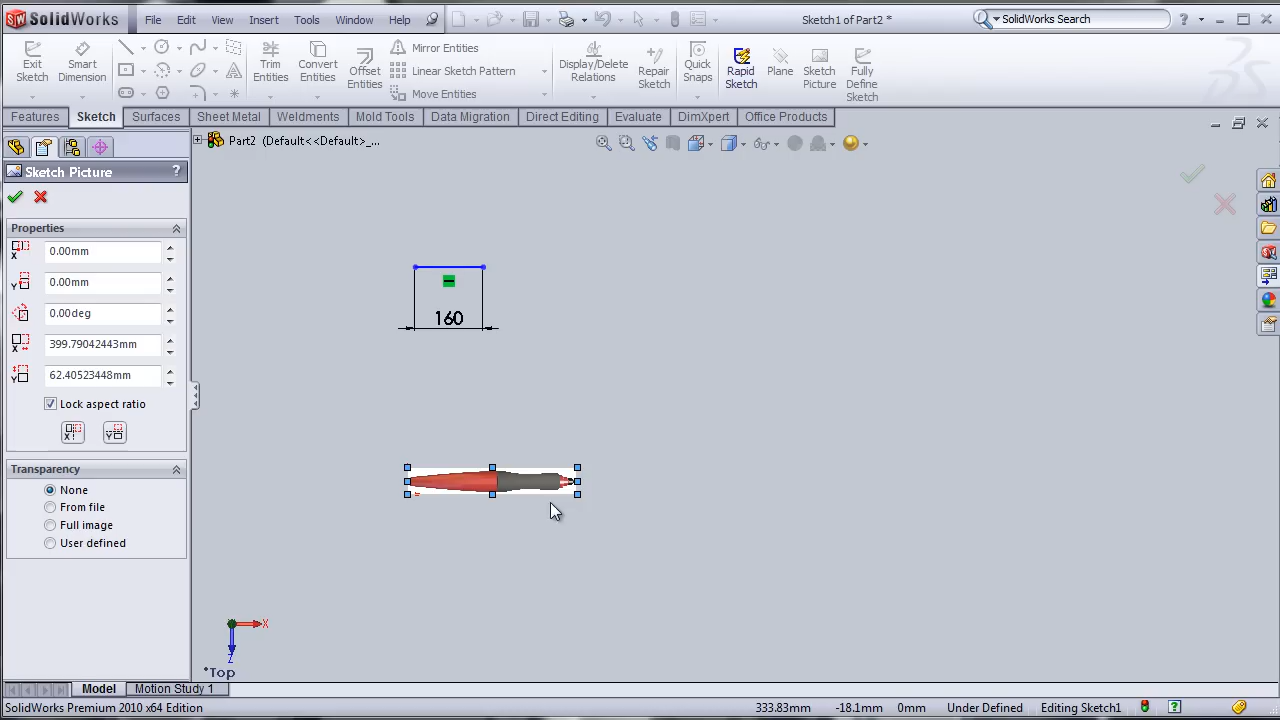 SolidWorks File Edit View Insert Tools Window Help Sketch1 of Part2 * SolidWorks Search ?
Exit Sketch
Smart Dimension
Trim Entities
Convert Entities
Offset Entities
Mirror Entities
Linear Sketch Pattern
Move Entities
Display/Delete Relations
Repair Sketch
Quick Snaps
Rapid Sketch
Plane
Sketch Picture
Fully Define Sketch
Features Sketch Surfaces Sheet Metal Weldments Mold Tools Data Migration Direct Editing Evaluate DimXpert Office Products
Part2 (Default<<Default>_...
Sketch Picture ?
Properties
0.00mm
0.00mm
0.00deg
399.79042443mm
62.40523448mm
Lock aspect ratio
Transparency
None
From file
Full image
User defined
160
X
Z
*Top
Model Motion Study 1
SolidWorks Premium 2010 x64 Edition 333.83mm -18.1mm 0mm Under Defined Editing Sketch1 ?